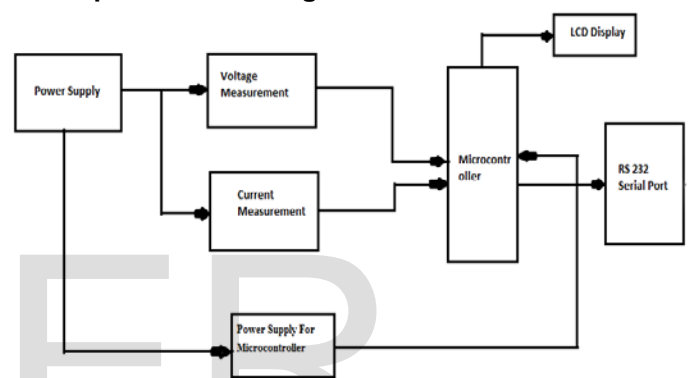 LCD Display
Power Supply
Voltage
Measurement
Microcontr
oller
RS 232
Serial Port
Current
Measurement
Power Supply For
Microcontroller